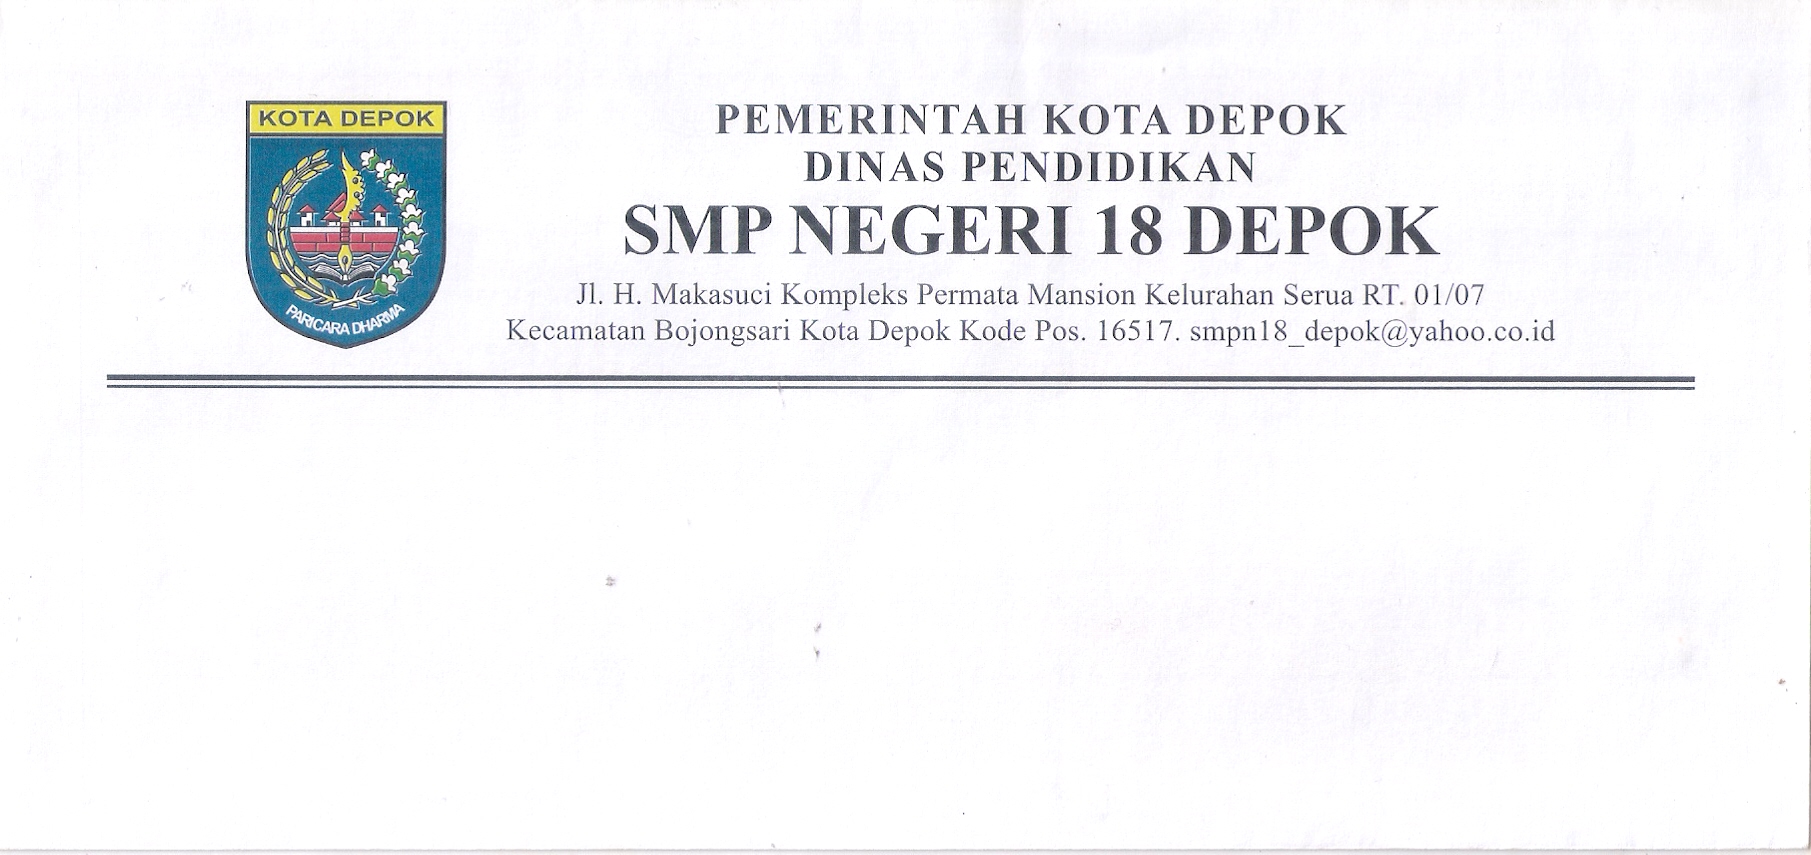 KOTA DEPOK
PARICARA DHARMA
PEMERINTAH KOTA DEPOK
DINAS PENDIDIKAN
SMP NEGERI 18 DEPOK
Jl. H. Makasuci Kompleks Permata Mansion Kelurahan Serua RT. 01/07
Kecamatan Bojongsari Kota Depok Kode Pos. 16517. smpn18_depok@yahoo.co.id